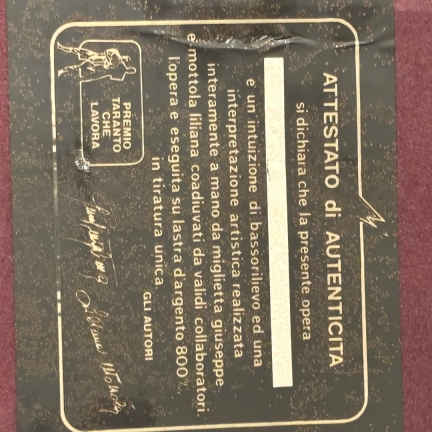 ATTESTATO di AUTENTICITA
si dichiara che la presente opera
e un intuizione di bassorilievo ed una
interpretazione artistica realizzata
interamente a mano da miglietta giuseppe
e mottola liliana coadiuvati da validi collaboratori
l'opera e eseguita su lastra d'argento 800%
in tiratura unica
GLI AUTORI
PREMIO
TARANTO
CHE
LAVORA